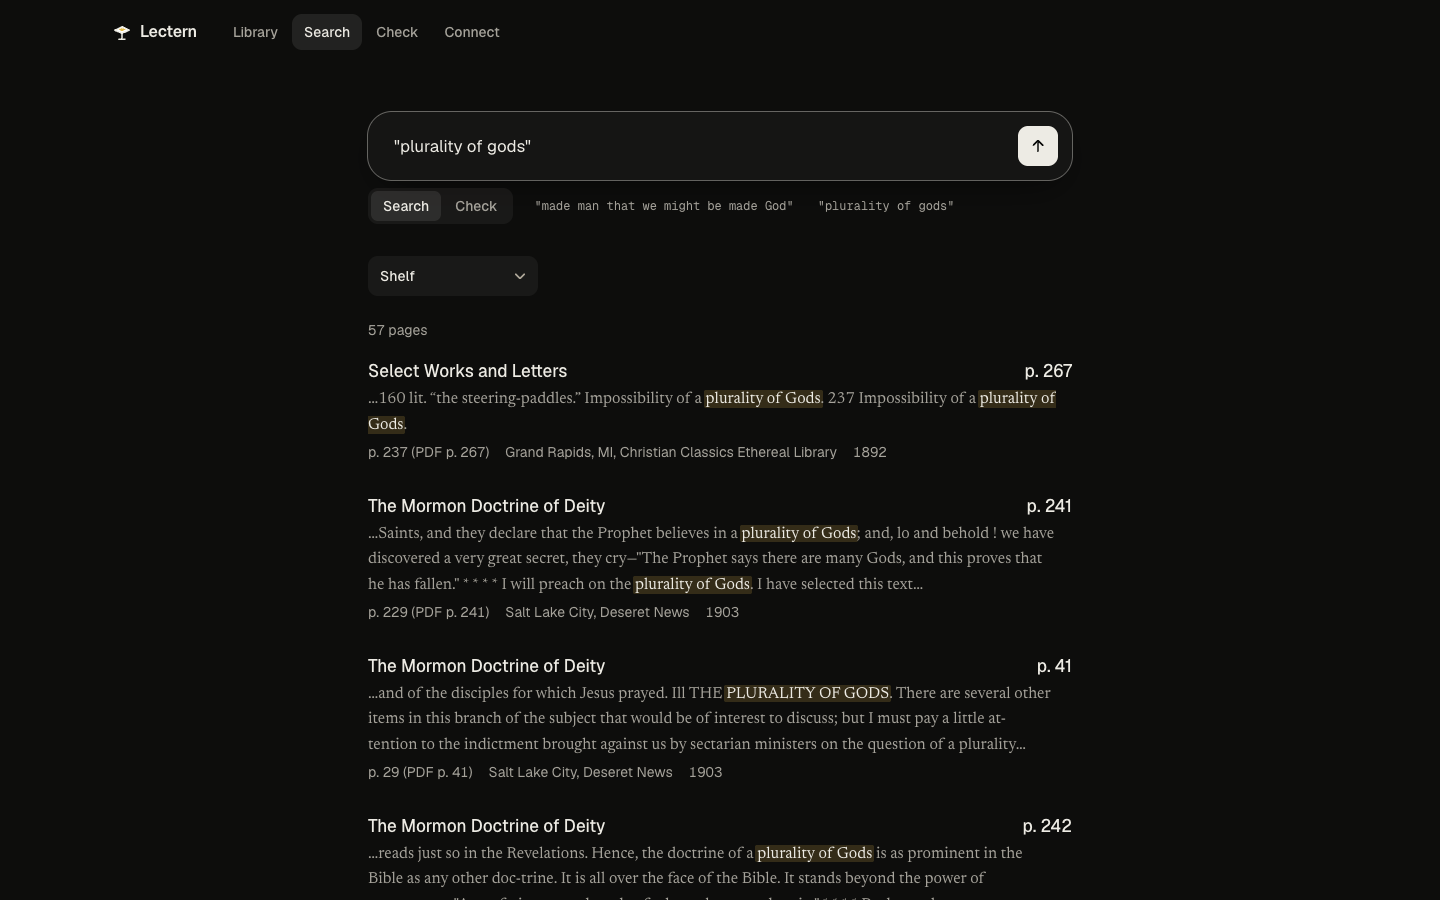 Lectern Library Search Check Connect
"plurality of gods"
Search Check "made man that we might be made God" "plurality of gods"
Shelf
57 pages
Select Works and Letters p. 267
…160 lit. “the steering-paddles.” Impossibility of a plurality of Gods. 237 Impossibility of a plurality of
Gods.
p. 237 (PDF p. 267) Grand Rapids, MI, Christian Classics Ethereal Library 1892
The Mormon Doctrine of Deity p. 241
…Saints, and they declare that the Prophet believes in a plurality of Gods; and, lo and behold ! we have
discovered a very great secret, they cry—"The Prophet says there are many Gods, and this proves that
he has fallen." * * * * I will preach on the plurality of Gods. I have selected this text…
p. 229 (PDF p. 241) Salt Lake City, Deseret News 1903
The Mormon Doctrine of Deity p. 41
…and of the disciples for which Jesus prayed. Ill THE PLURALITY OF GODS. There are several other
items in this branch of the subject that would be of interest to discuss; but I must pay a little at-
tention to the indictment brought against us by sectarian ministers on the question of a plurality…
p. 29 (PDF p. 41) Salt Lake City, Deseret News 1903
The Mormon Doctrine of Deity p. 242
…reads just so in the Revelations. Hence, the doctrine of a plurality of Gods is as prominent in the
Bible as any other doc-trine. It is all over the face of the Bible. It stands beyond the power of